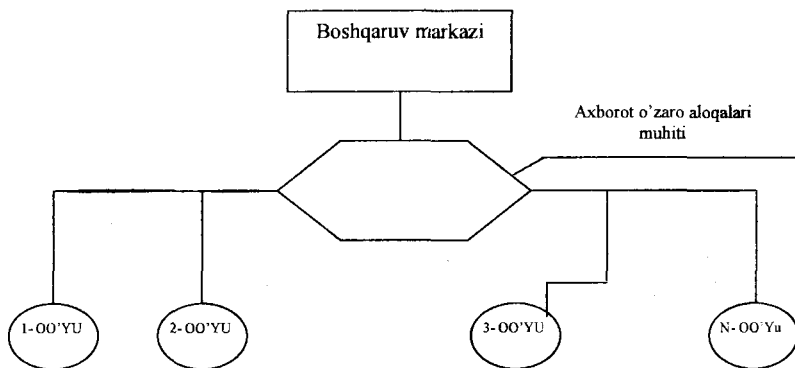 Boshqaruv markazi
Axborot o'zaro aloqalari
muhiti
1- OO'YU
2- OO'YU
3- OO'YU
N- OO'Yu